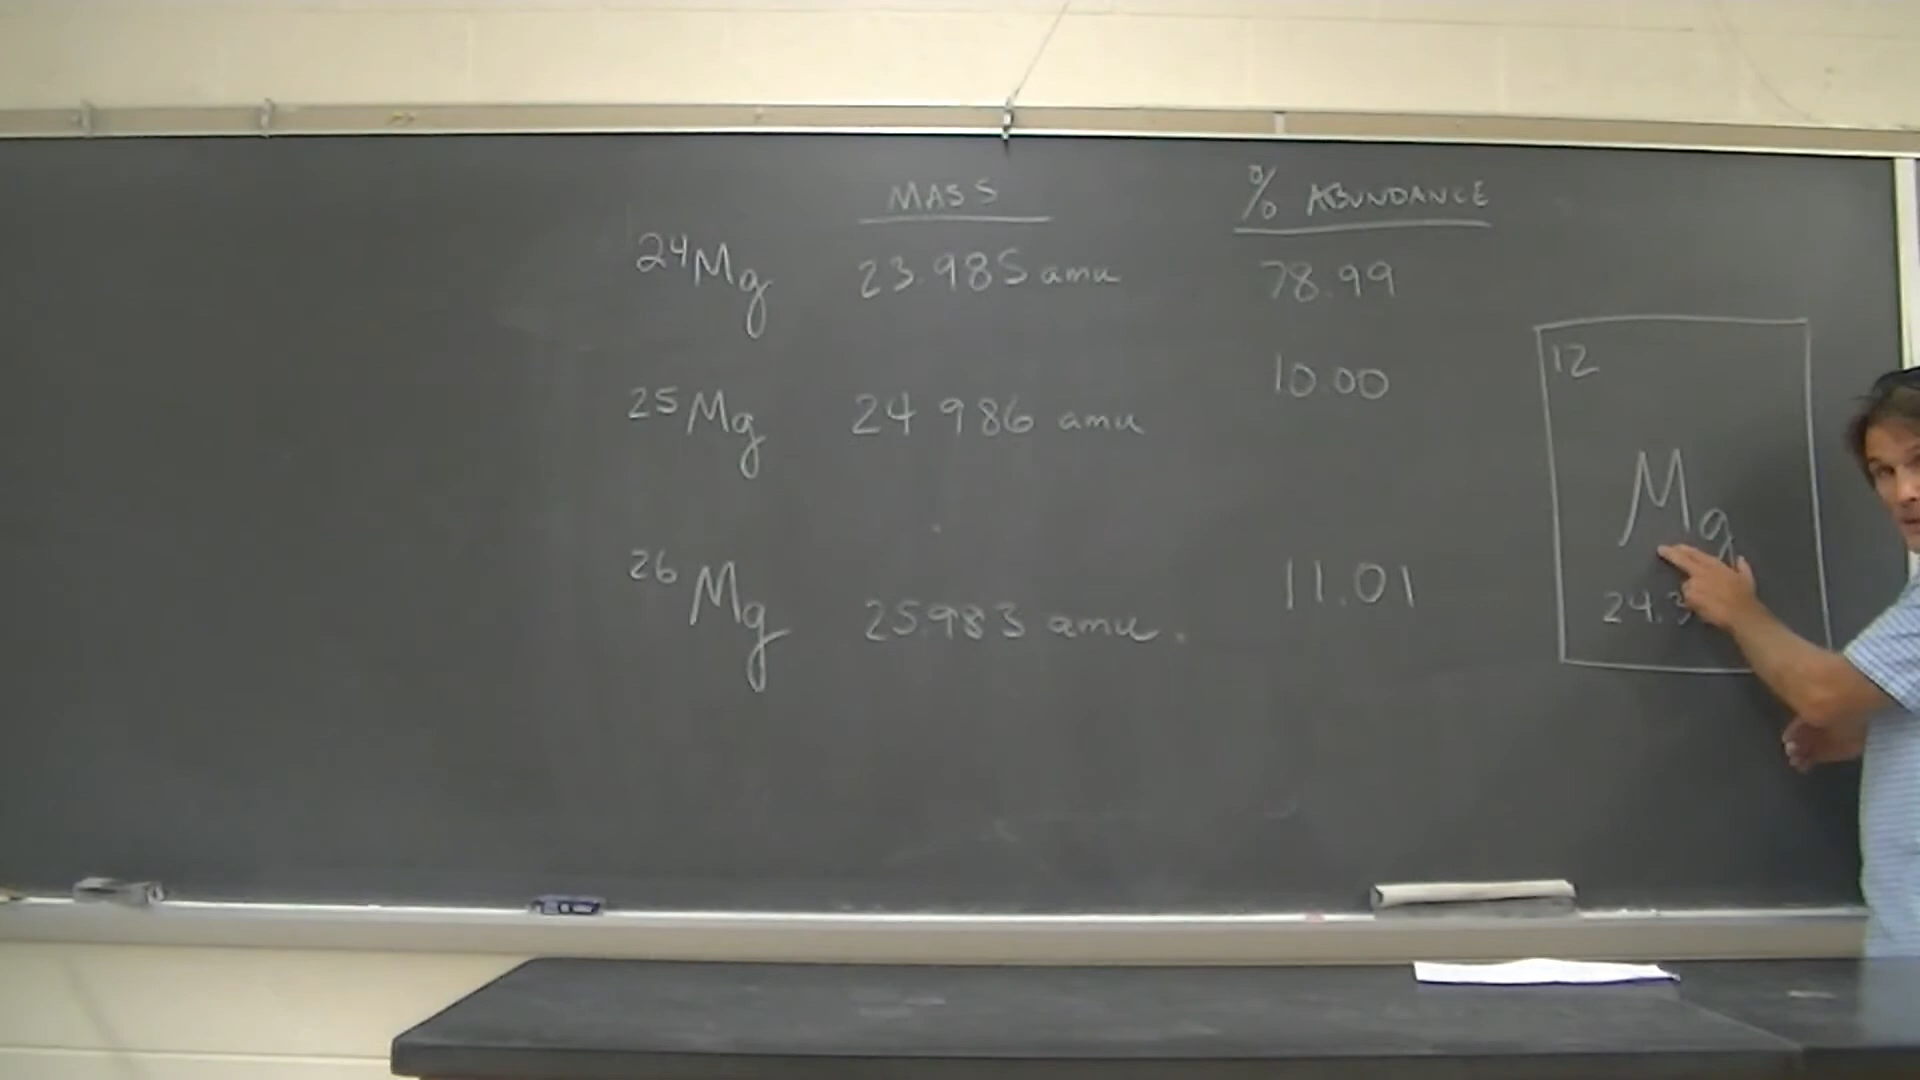 MASS % ABUNDANCE
24Mg 23.985 amu 78.99
25Mg 24 986 amu 10.00
26Mg 25.983 amu. 11.01
12
Mg
24.3